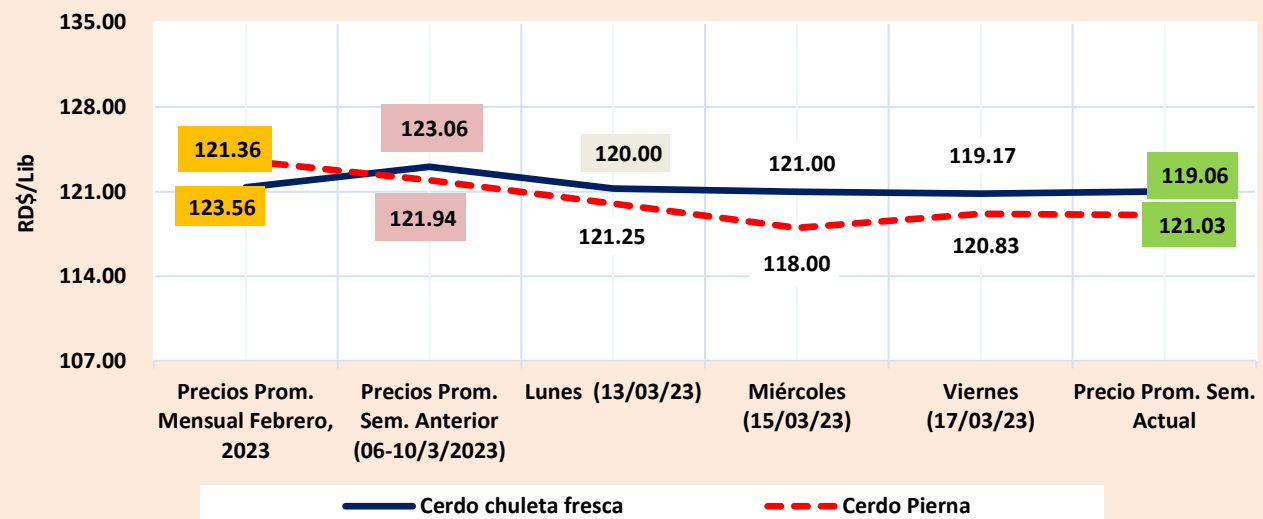 135.00
128.00
121.00
114.00
107.00
RD$/Lib
121.36
123.56
123.06
121.94
120.00
121.25
121.00
118.00
119.17
120.83
119.06
121.03
Precios Prom.
Mensual Febrero,
2023
Precios Prom.
Sem. Anterior
(06-10/3/2023)
Lunes (13/03/23)
Miércoles
(15/03/23)
Viernes
(17/03/23)
Precio Prom. Sem.
Actual
Cerdo chuleta fresca
Cerdo Pierna